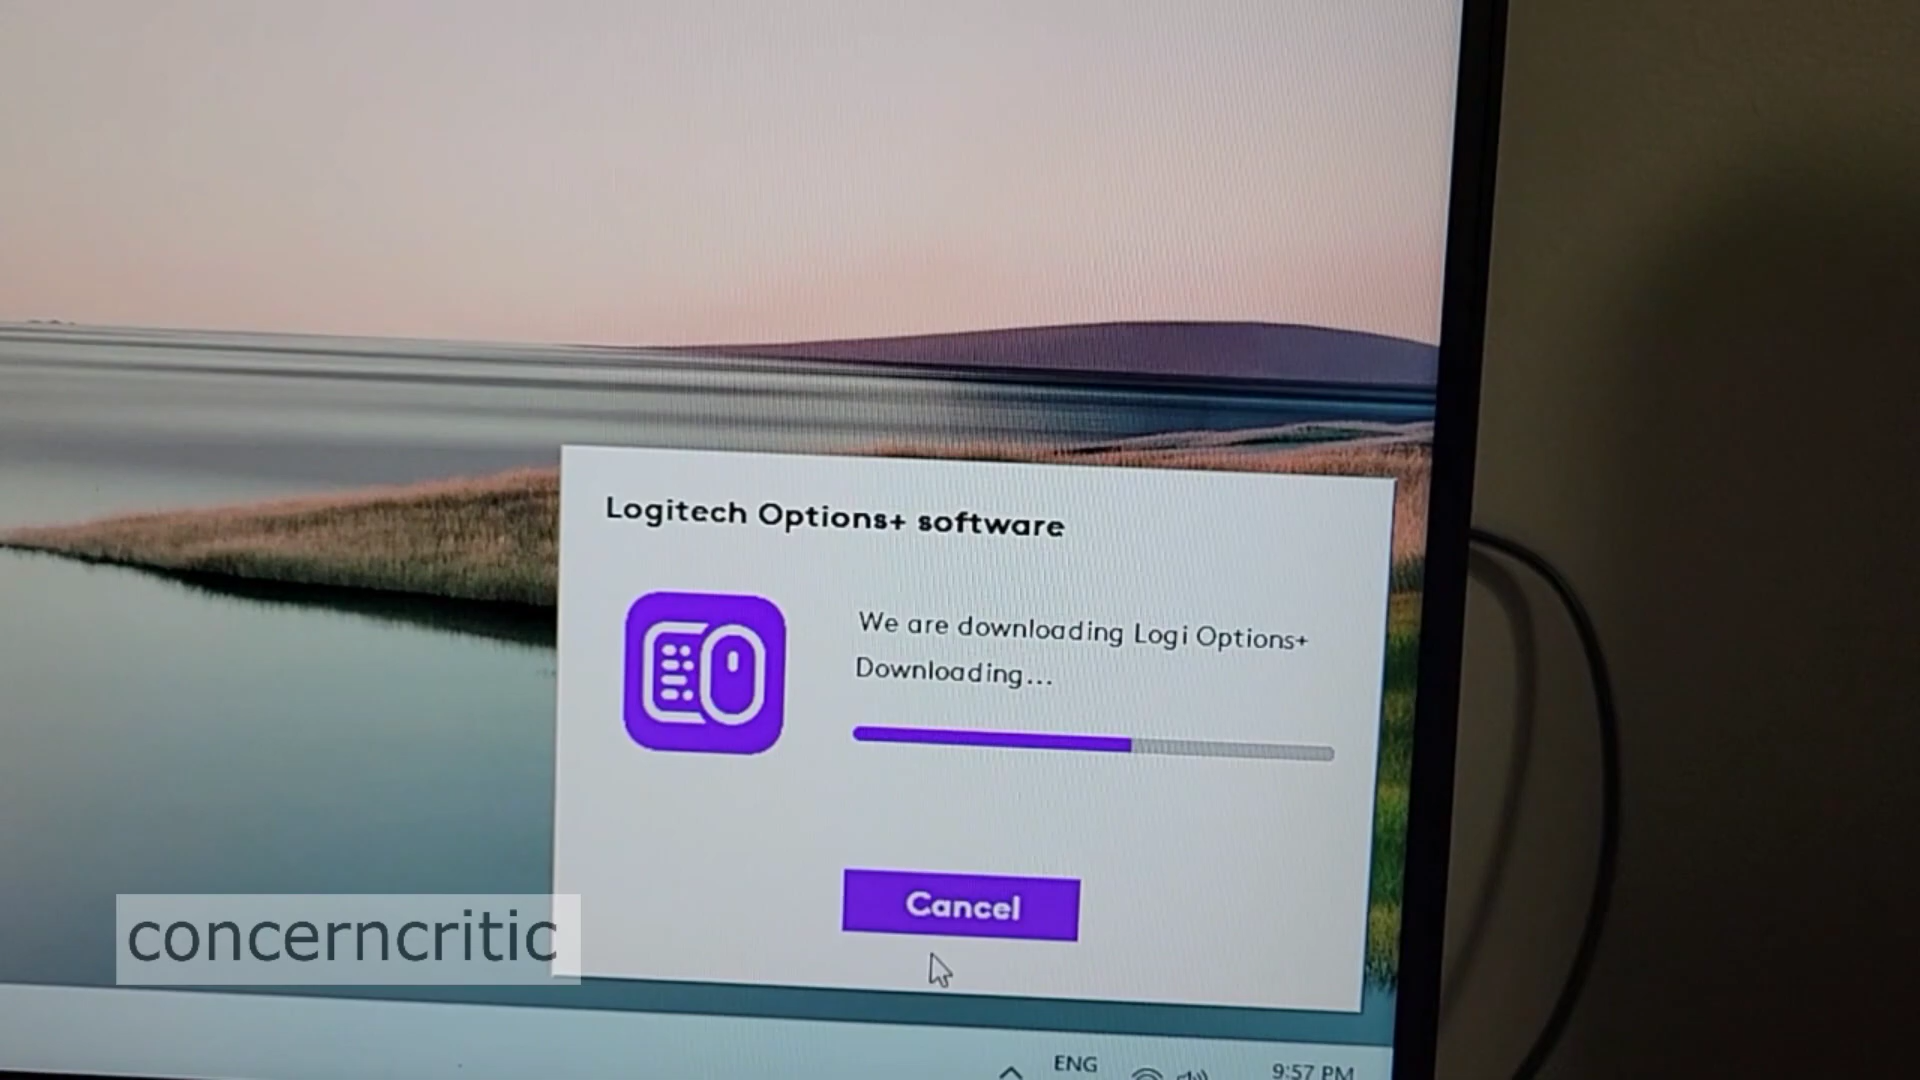 Logitech Options+ software
We are downloading Logi Options+
Downloading...
Cancel
concerncritic
ENG
9:57 PM